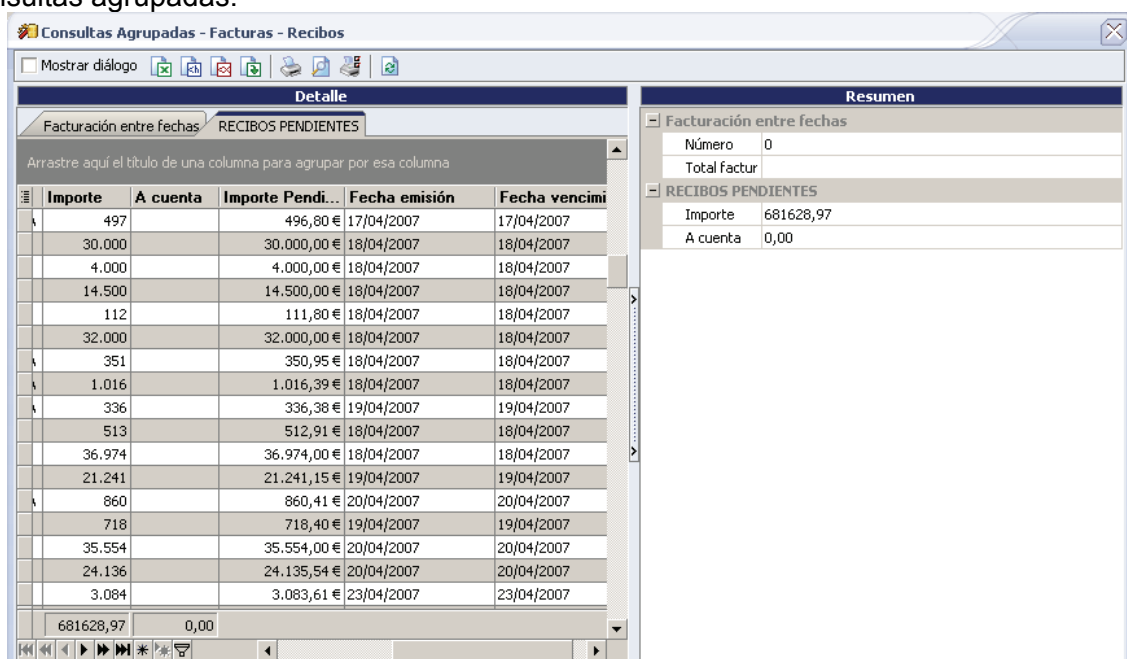 nsultas agrupadas.
Consultas Agrupadas - Facturas - Recibos
Mostrar diálogo
Detalle
Resumen
Facturación entre fechas RECIBOS PENDIENTES
Arrastre aquí el título de una columna para agrupar por esa columna
Importe A cuenta Importe Pendi... Fecha emisión Fecha vencimi
497 496,80 € 17/04/2007 17/04/2007
30.000 30.000,00 € 18/04/2007 18/04/2007
4.000 4.000,00 € 18/04/2007 18/04/2007
14.500 14.500,00 € 18/04/2007 18/04/2007
112 111,80 € 18/04/2007 18/04/2007
32.000 32.000,00 € 18/04/2007 18/04/2007
351 350,95 € 18/04/2007 18/04/2007
1.016 1.016,39 € 18/04/2007 18/04/2007
336 336,38 € 19/04/2007 19/04/2007
513 512,91 € 18/04/2007 18/04/2007
36.974 36.974,00 € 18/04/2007 18/04/2007
21.241 21.241,15 € 19/04/2007 19/04/2007
860 860,41 € 20/04/2007 20/04/2007
718 718,40 € 19/04/2007 19/04/2007
35.554 35.554,00 € 20/04/2007 20/04/2007
24.136 24.135,54 € 20/04/2007 20/04/2007
3.084 3.083,61 € 23/04/2007 23/04/2007
681628,97 0,00
Facturación entre fechas
Número 0
Total factur
RECIBOS PENDIENTES
Importe 681628,97
A cuenta 0,00